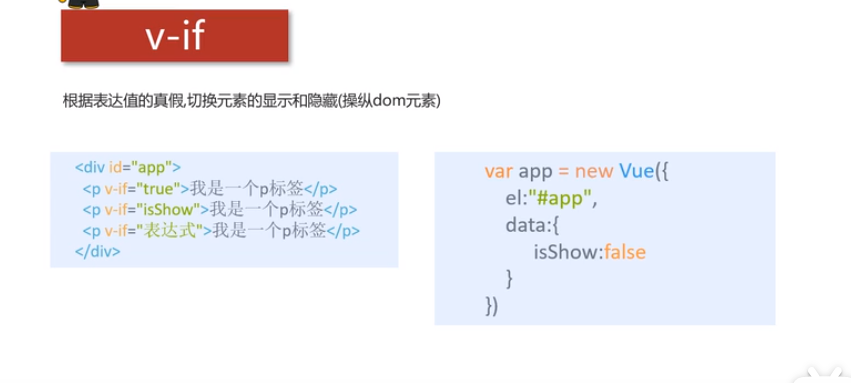 v-if
根据表达值的真假,切换元素的显示和隐藏(操纵dom元素)
<div id="app">
<p v-if="true">我是一个p标签</p>
<p v-if="isShow">我是一个p标签</p>
<p v-if="表达式">我是一个p标签</p>
</div>
var app = new Vue({
el:"#app",
data:{
isShow:false
}
})